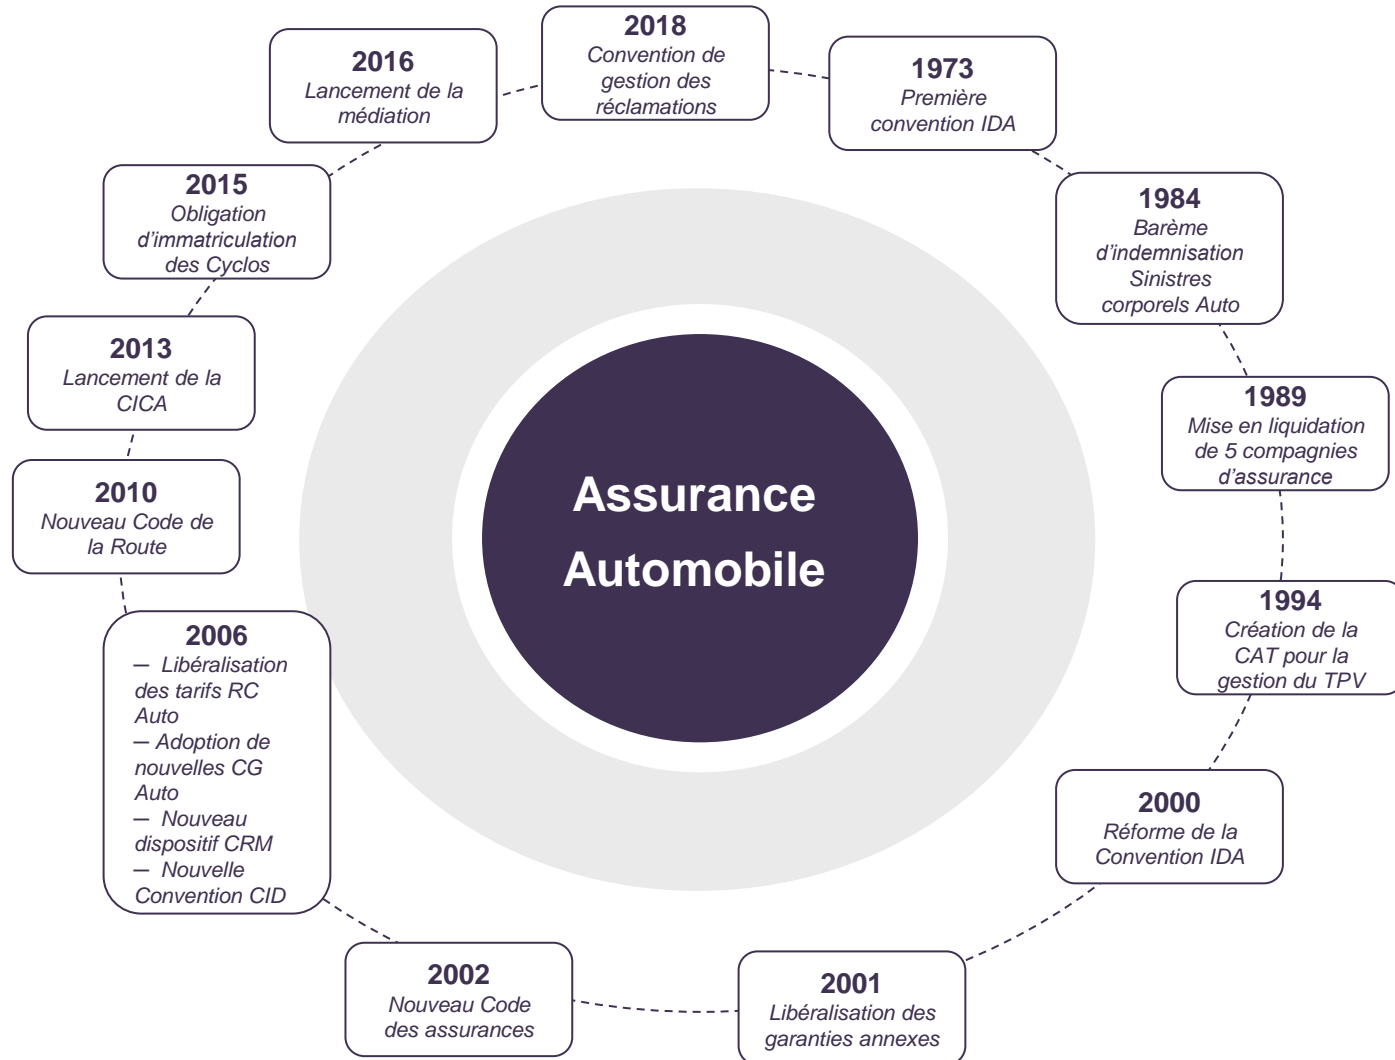 2018
Convention de
gestion des
réclamations
1973
Première
convention IDA
1984
Barème
d’indemnisation
Sinistres
corporels Auto
1989
Mise en liquidation
de 5 compagnies
d’assurance
1994
Création de la
CAT pour la
gestion du TPV
2000
Réforme de la
Convention IDA
2001
Libéralisation des
garanties annexes
2002
Nouveau Code
des assurances
2006
— Libéralisation
des tarifs RC
Auto
— Adoption de
nouvelles CG
Auto
— Nouveau
dispositif CRM
— Nouvelle
Convention CID
2010
Nouveau Code de
la Route
2013
Lancement de la
CICA
2015
Obligation
d’immatriculation
des Cyclos
2016
Lancement de la
médiation
Assurance
Automobile